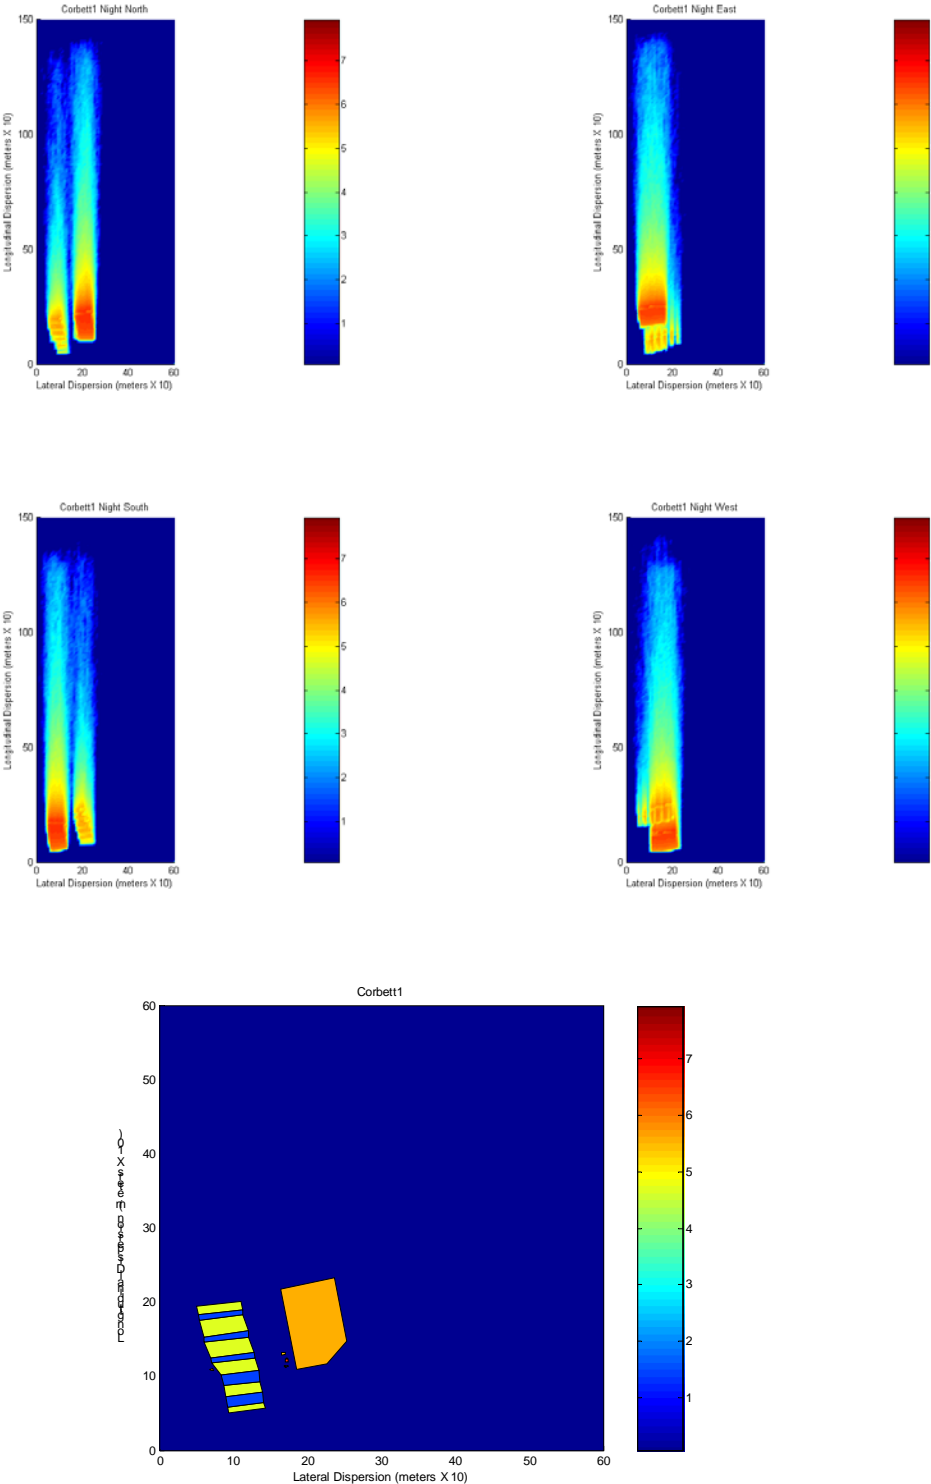 Corbett1 Night North
150
100
50
0
Longitudinal Dispersion (meters X 10)
0 20 40 60
Lateral Dispersion (meters X 10)
7
6
5
4
3
2
1
Corbett1 Night East
150
100
50
0
Longitudinal Dispersion (meters X 10)
0 20 40 60
Lateral Dispersion (meters X 10)
Corbett1 Night South
150
100
50
0
Longitudinal Dispersion (meters X 10)
0 20 40 60
Lateral Dispersion (meters X 10)
7
6
5
4
3
2
1
Corbett1 Night West
150
100
50
0
Longitudinal Dispersion (meters X 10)
0 20 40 60
Lateral Dispersion (meters X 10)
Corbett1
60
50
40
30
20
10
0
Longitudinal Dispersion (meters X 10)
0 10 20 30 40 50 60
Lateral Dispersion (meters X 10)
7
6
5
4
3
2
1